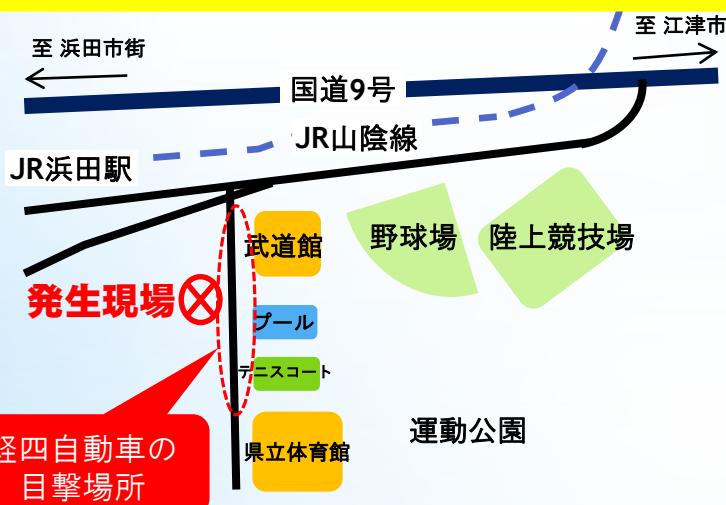 至 浜田市街
至 江津市
国道9号
JR山陰線
JR浜田駅
武道館
野球場
陸上競技場
発生現場
プール
テニスコート
県立体育館
運動公園
軽四自動車の
目撃場所